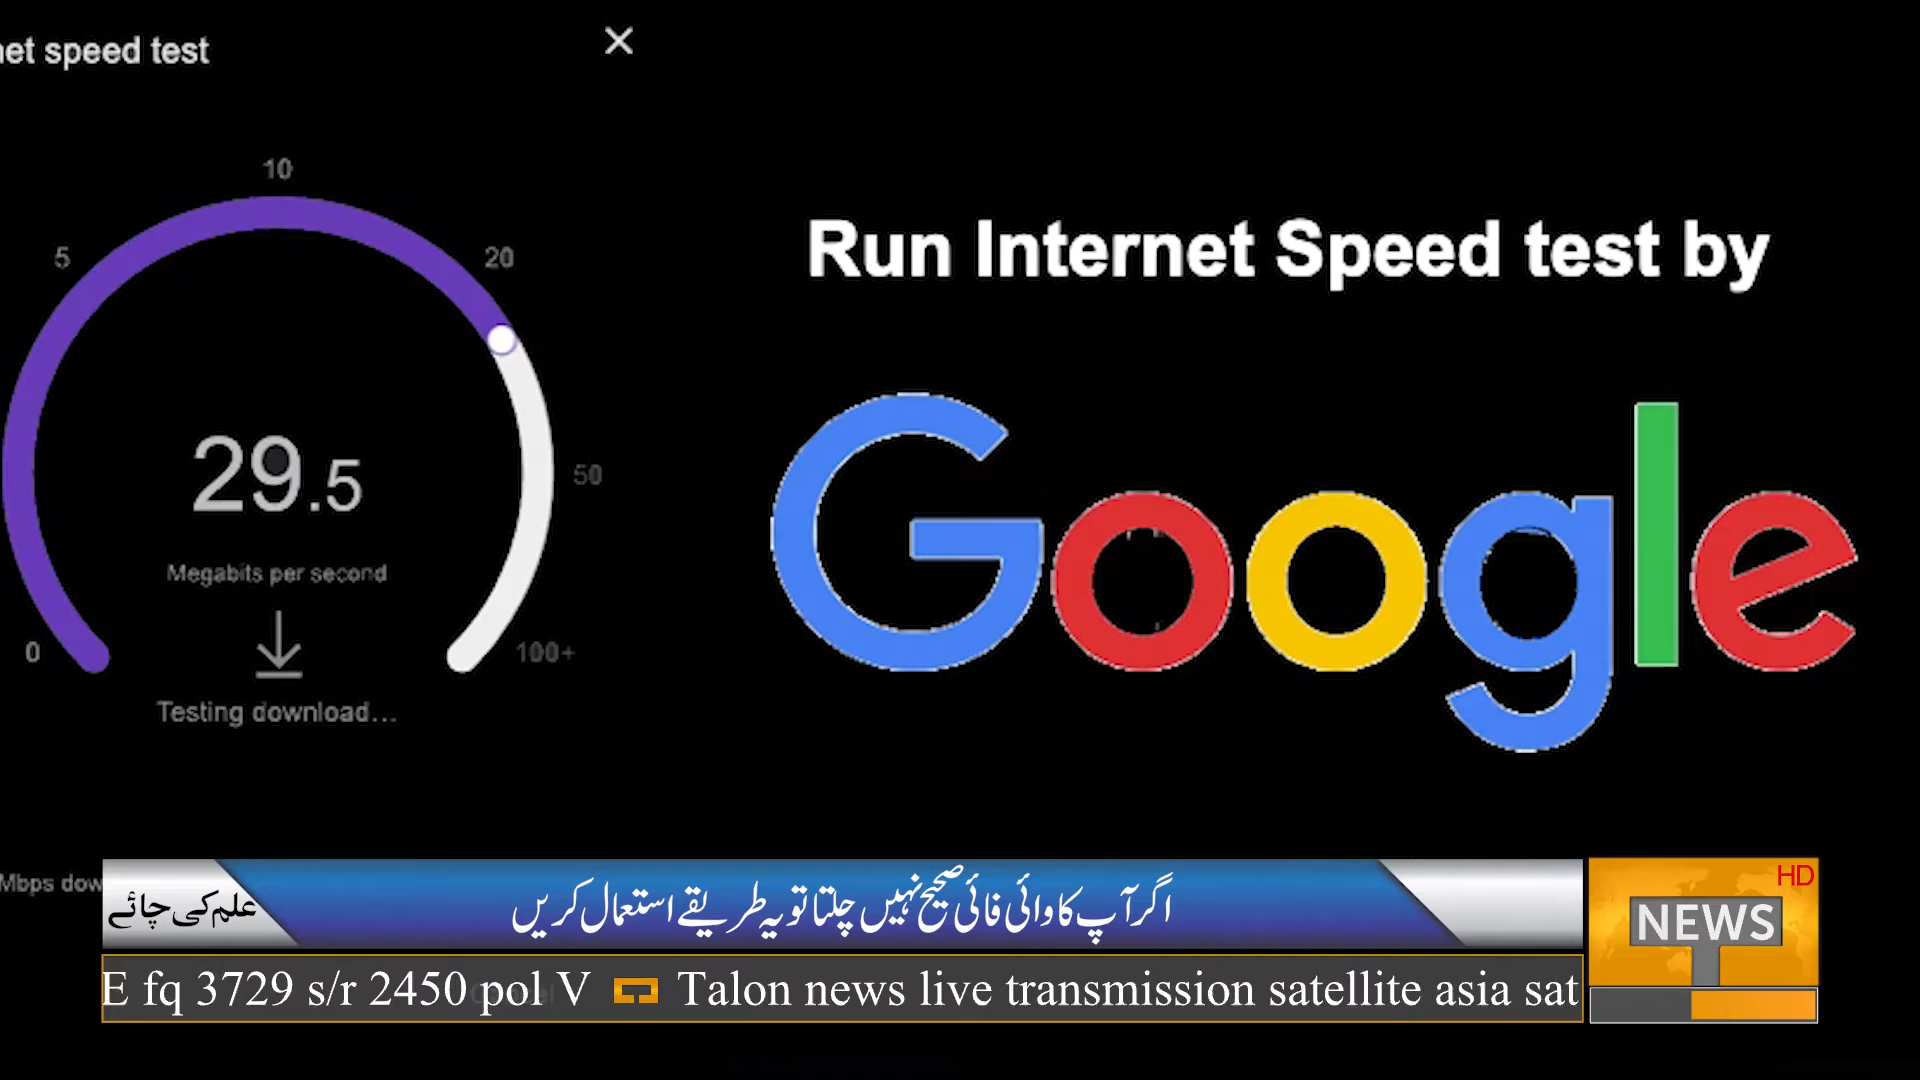 net speed test
Run Internet Speed test by
Google
0
5
10
20
50
100+
29.5
Megabits per second
Testing download...
Mbps dow
علم کی چائے
اگر آپ کا وائی فائی صحیح نہیں چلتا تو یہ طریقے استعمال کریں
HD
NEWS
E fq 3729 s/r 2450 pol V Talon news live transmission satellite asia sat